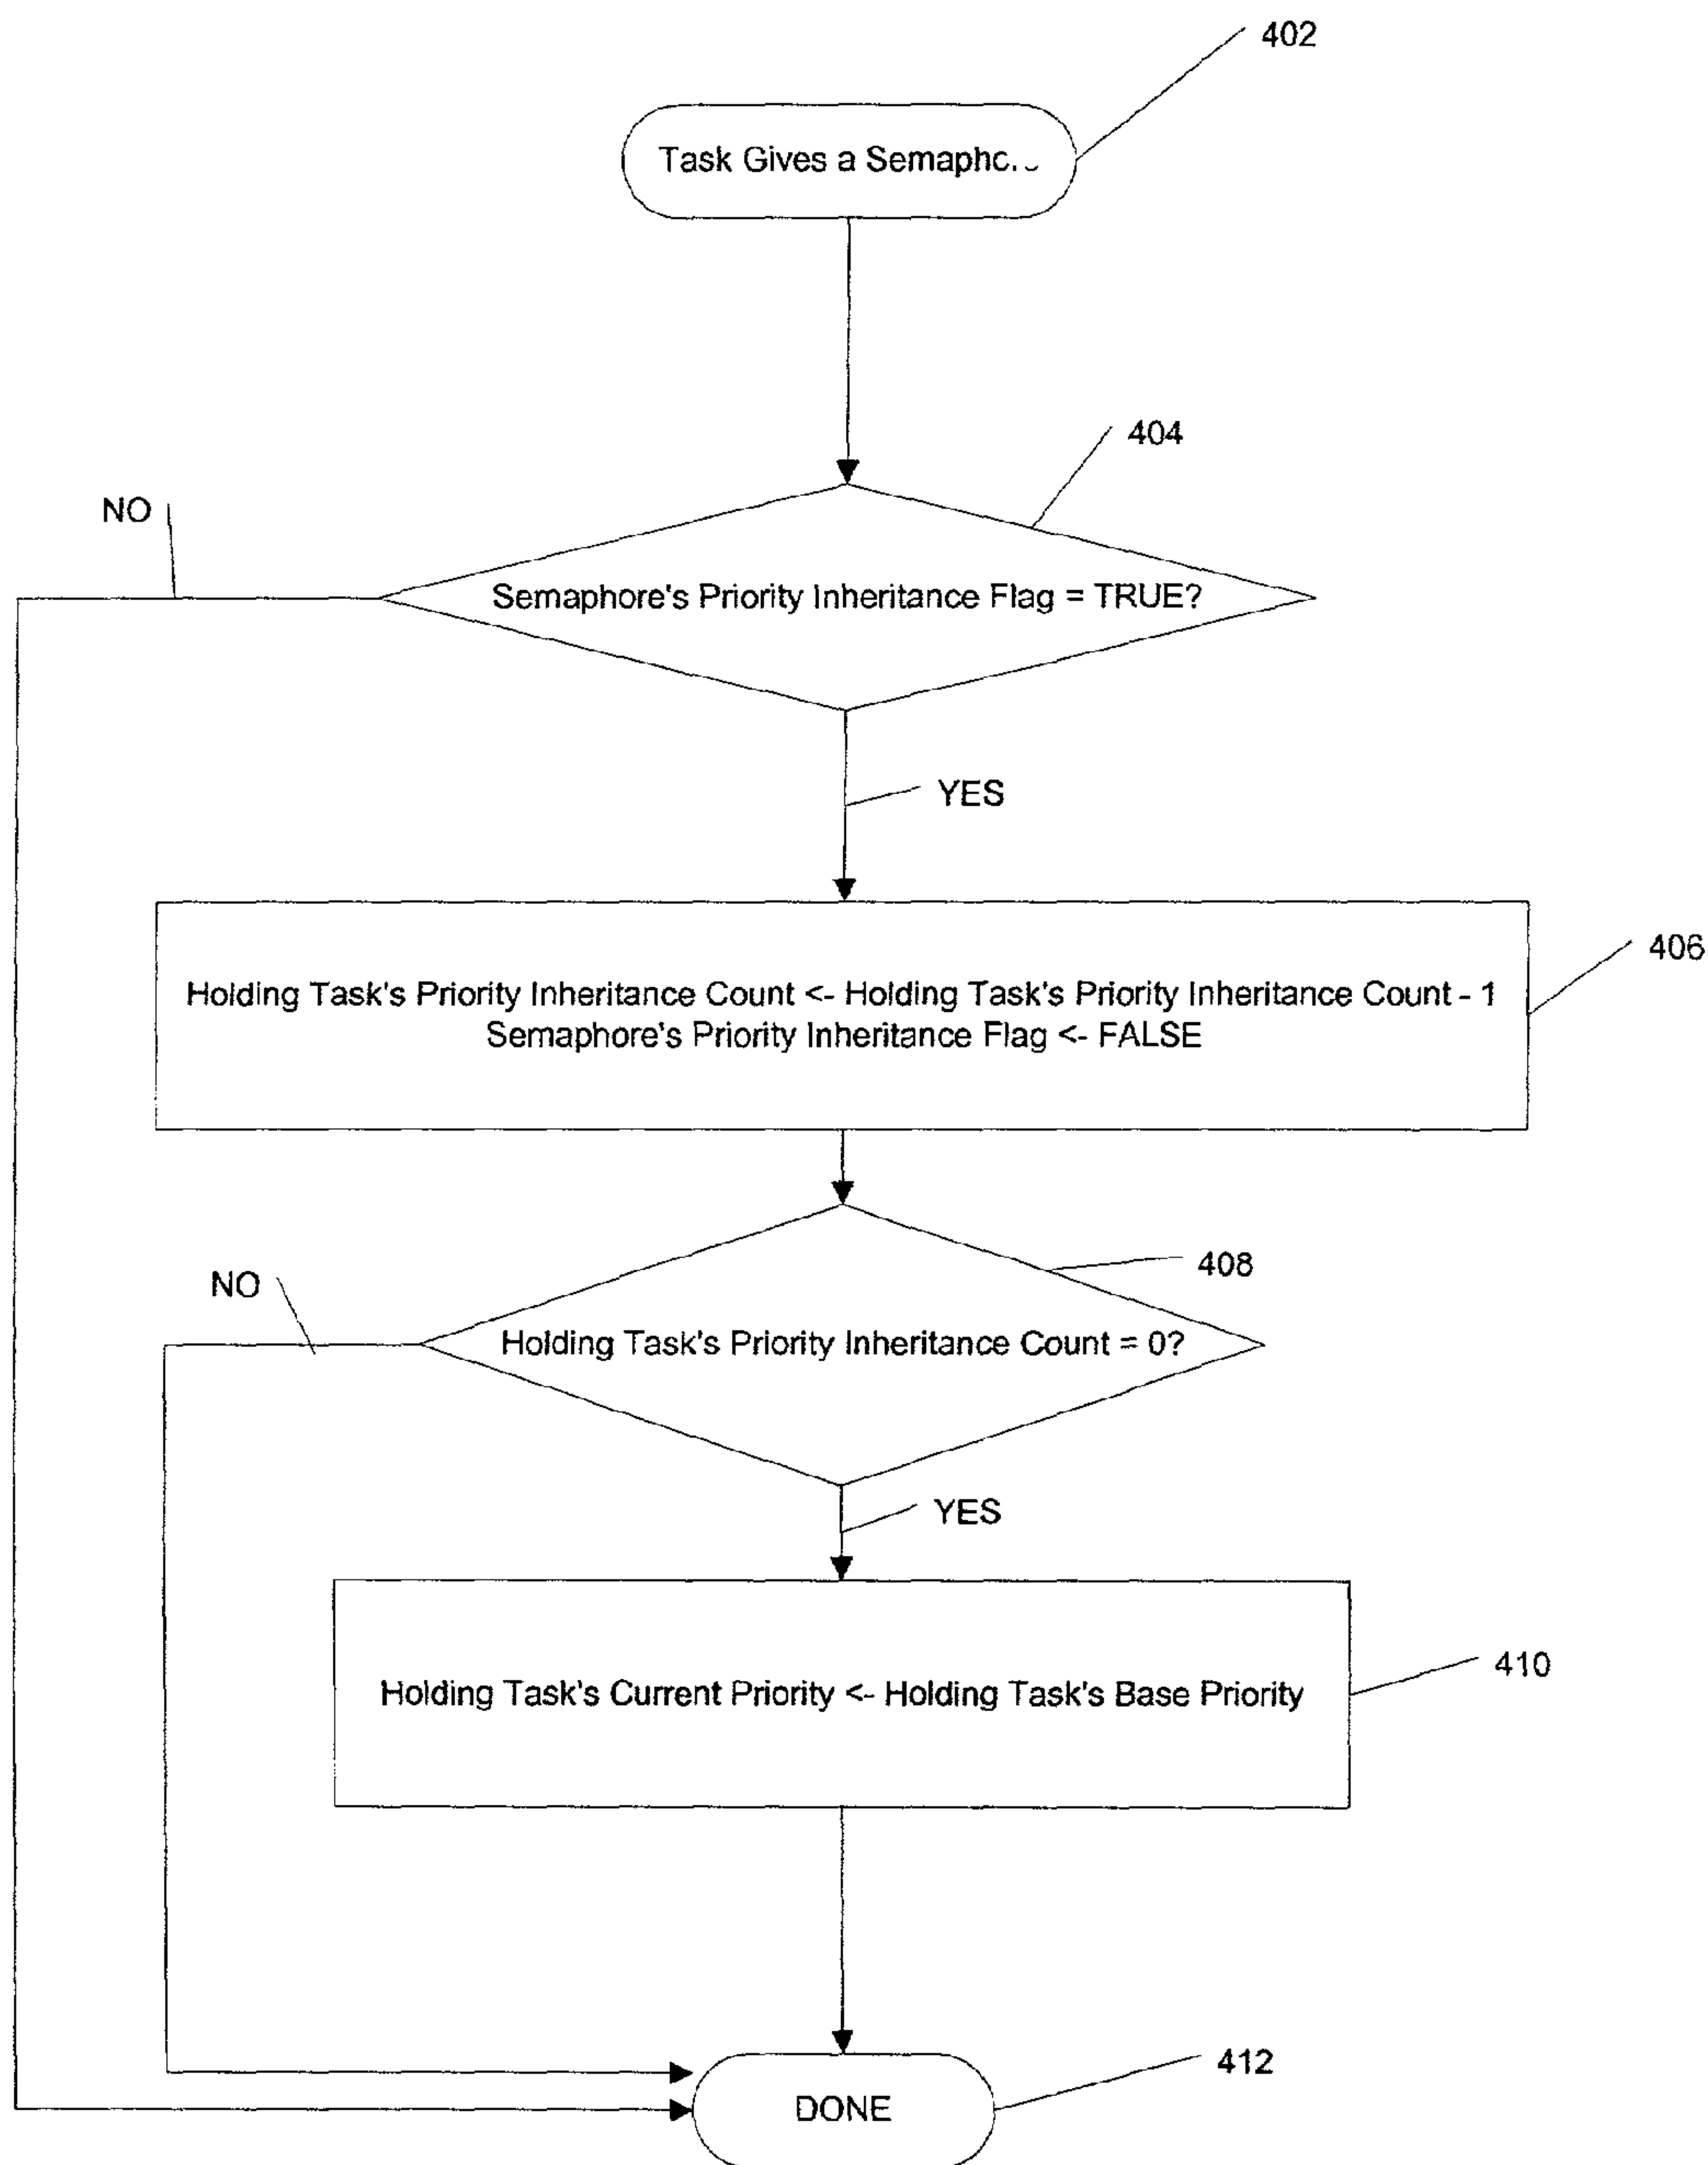 402
Task Gives a
404
NO
Semaphore's Priority Inheritance Flag = TRUE?
YES
406
Holding Task's Priority Inheritance Count <- Holding Task's Priority Inheritance Count - 1
Semaphore's Priority Inheritance Flag <- FALSE
408
NO
Holding Task's Priority Inheritance Count = 0?
YES
410
Holding Task's Current Priority <- Holding Task's Base Priority
412
DONE